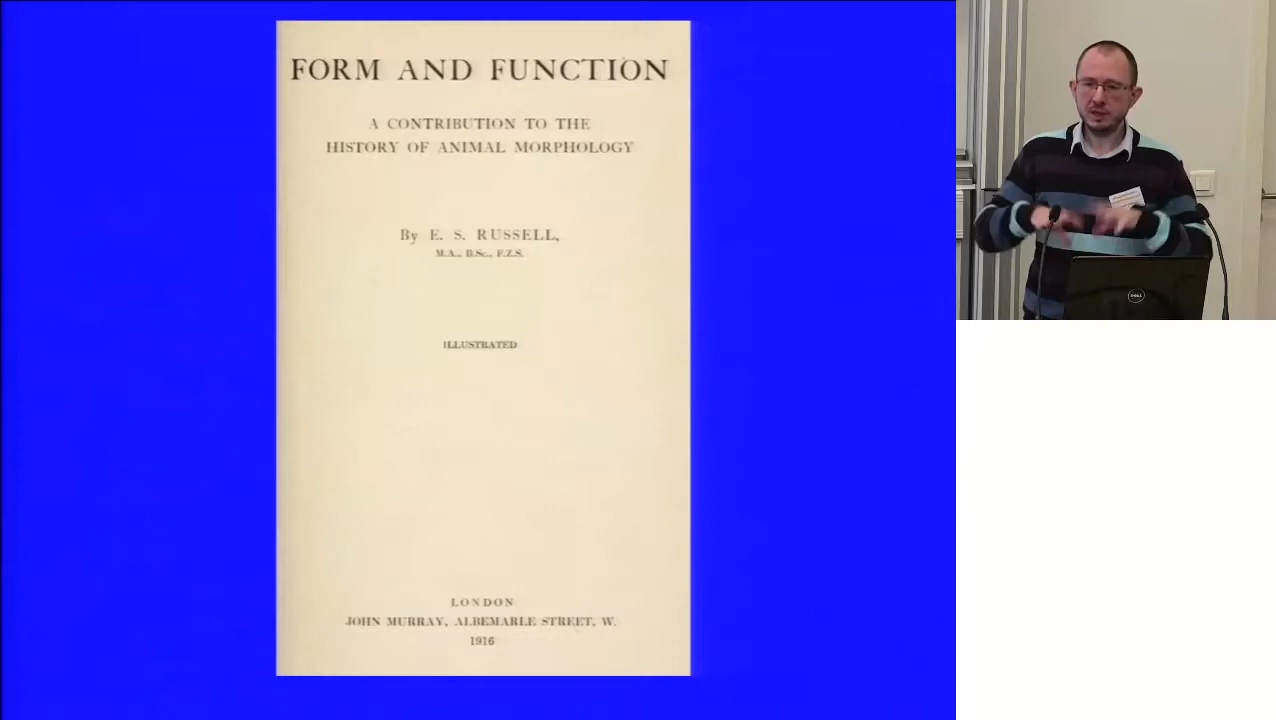 FORM AND FUNCTION
A CONTRIBUTION TO THE
HISTORY OF ANIMAL MORPHOLOGY
By E. S. RUSSELL,
M.A., B.Sc., F.Z.S.
ILLUSTRATED
LONDON
JOHN MURRAY, ALBEMARLE STREET, W.
1916
DELL